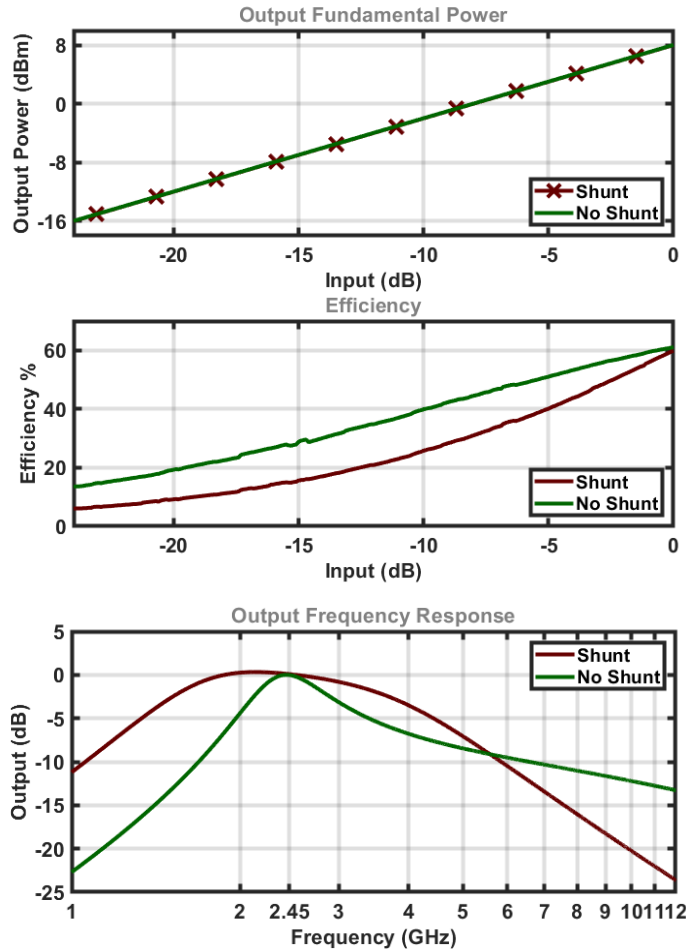 Output Fundamental Power
Output Power (dBm)
8
0
-8
-16
Shunt
No Shunt
-20
-15
-10
-5
0
Input (dB)
Efficiency
Efficiency %
60
40
20
0
Shunt
No Shunt
-20
-15
-10
-5
0
Input (dB)
Output Frequency Response
Output (dB)
5
0
-5
-10
-15
-20
-25
Shunt
No Shunt
1
2
2.45
3
4
5
6
7
8
9
10
11
12
Frequency (GHz)